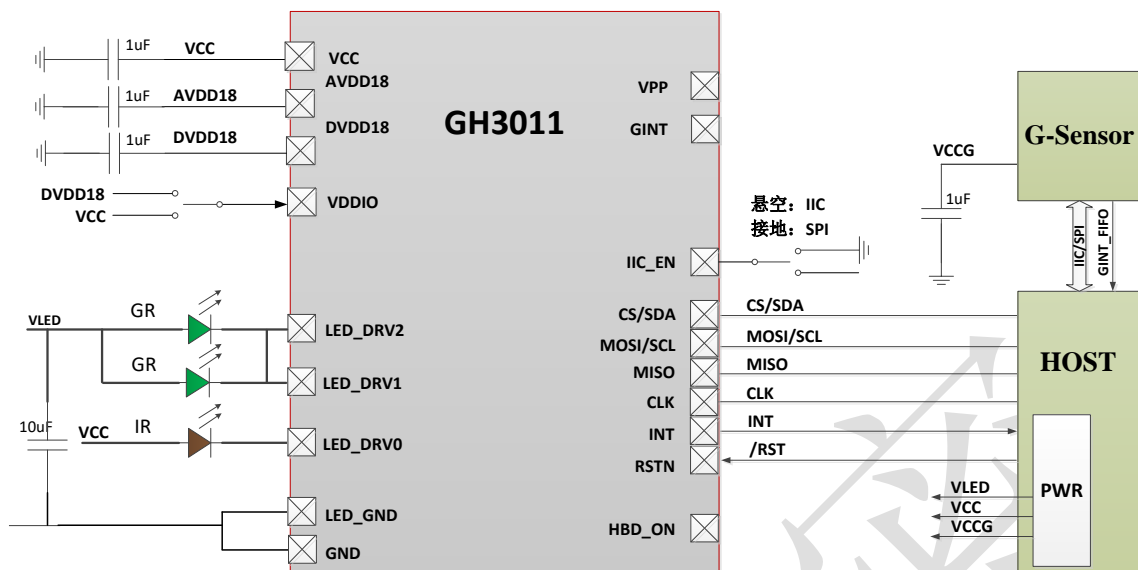 1uF
VCC
VCC
AVDD18
1uF
AVDD18
DVDD18
1uF
DVDD18
DVDD18
VCC
VDDIO
GH3011
VPP
GINT
悬空：IIC
接地：SPI
IIC_EN
VLED
GR
LED_DRV2
GR
LED_DRV1
10uF
VCC
IR
LED_DRV0
LED_GND
GND
CS/SDA
CS/SDA
MOSI/SCL
MOSI/SCL
MISO
MISO
CLK
CLK
INT
INT
RSTN
/RST
HBD_ON
G-Sensor
VCCG
1uF
IIC/SPI
GINT_FIFO
HOST
PWR
VLED
VCC
VCCG